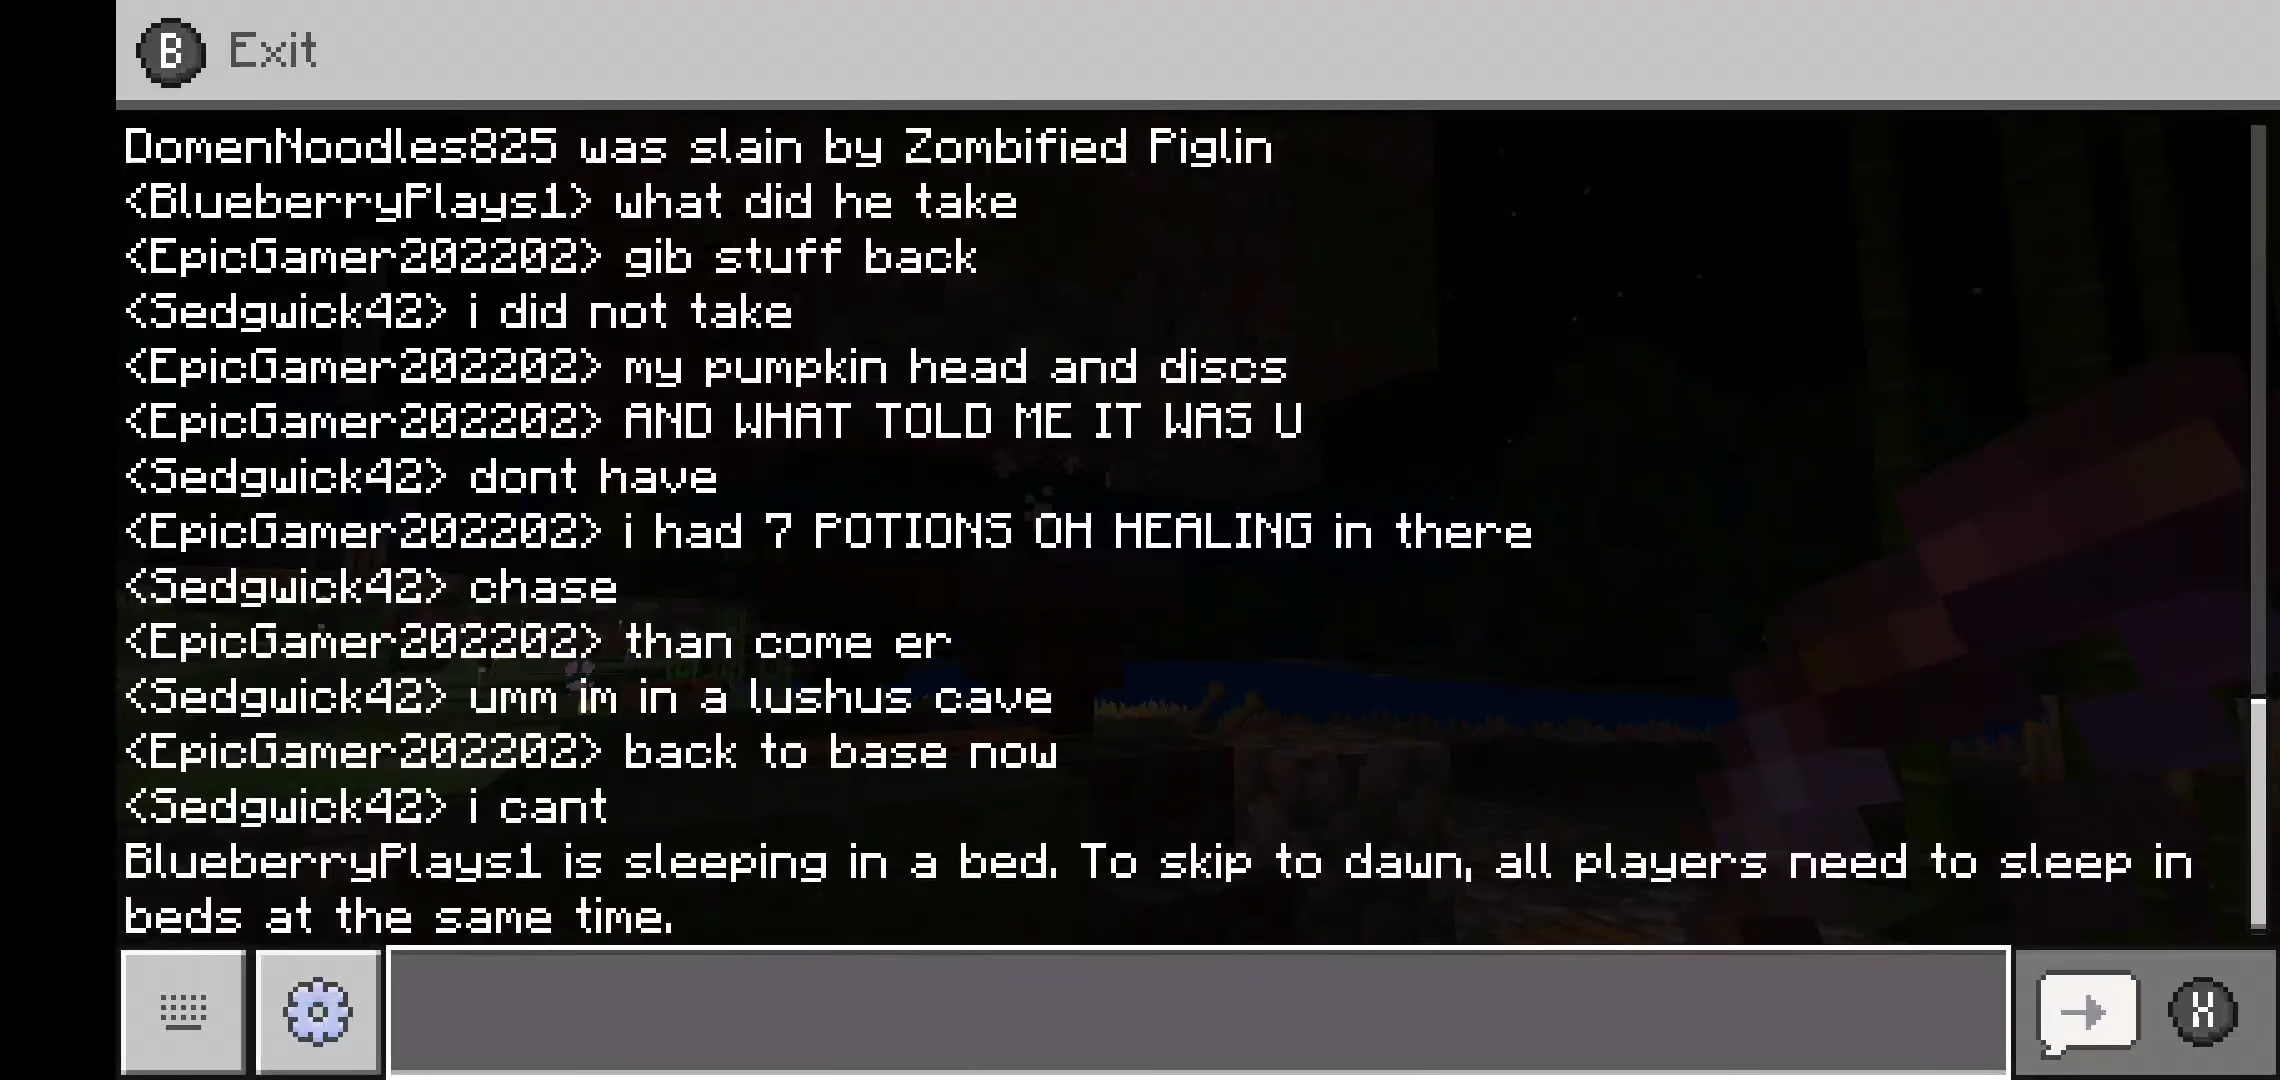 B Exit
DomenNoodles825 was slain by Zombified Piglin
<BlueberryPlays1> what did he take
<EpicGamer202202> gib stuff back
<Sedgwick42> i did not take
<EpicGamer202202> my pumpkin head and discs
<EpicGamer202202> AND WHAT TOLD ME IT WAS U
<Sedgwick42> dont have
<EpicGamer202202> i had 7 POTIONS OH HEALING in there
<Sedgwick42> chase
<EpicGamer202202> than come er
<Sedgwick42> umm im in a lushus cave
<EpicGamer202202> back to base now
<Sedgwick42> i cant
BlueberryPlays1 is sleeping in a bed. To skip to dawn, all players need to sleep in
beds at the same time.
X